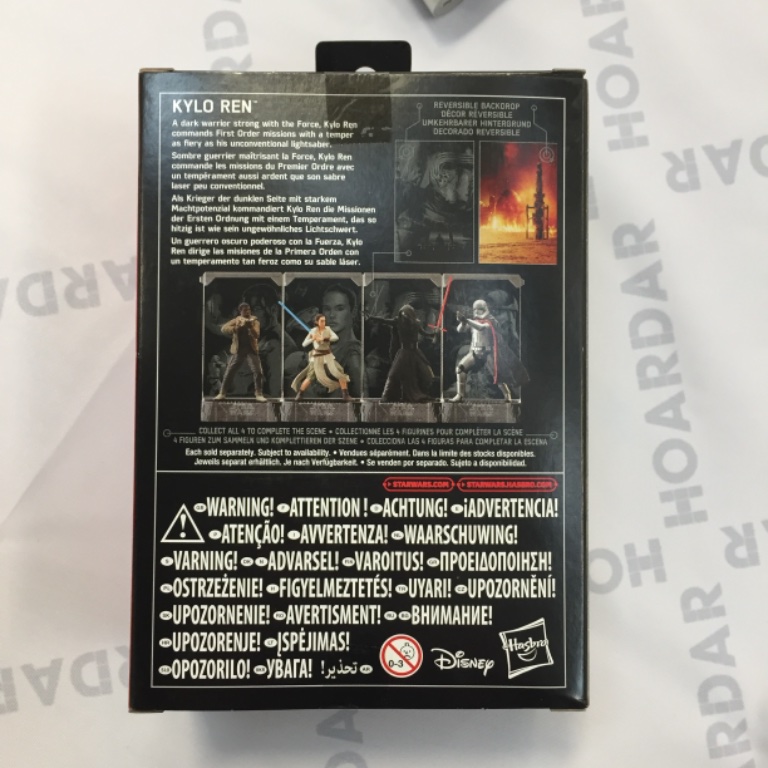 KYLO REN™
A dark warrior strong with the Force, Kylo Ren
commands First Order missions with a temper
as fiery as his unconventional lightsaber.
Sombre guerrier maîtrisant la Force, Kylo Ren
commande les missions du Premier Ordre avec
un tempérament aussi ardent que son sabre
laser peu conventionnel.
Als Krieger der dunklen Seite mit starkem
Machtpotenzial kommandiert Kylo Ren die Missionen
der Ersten Ordnung mit einem Temperament, das so
hitzig ist wie sein ungewöhnliches Lichtschwert.
Un guerrero oscuro poderoso con la Fuerza, Kylo
Ren dirige las misiones de la Primera Orden con
un temperamento tan feroz como su sable láser.
REVERSIBLE BACKDROP
DÉCOR RÉVERSIBLE
UMKEHRBARER HINTERGRUND
DECORADO REVERSIBLE
COLLECT ALL 4 TO COMPLETE THE SCENE • COLLECTIONNE LES 4 FIGURINES POUR COMPLÉTER LA SCÈNE
4 FIGUREN ZUM SAMMELN UND KOMPLETTIEREN DER SZENE • COLECCIONA LAS 4 FIGURAS PARA COMPLETAR LA ESCENA
Each sold separately. Subject to availability. • Vendues séparément. Dans la limite des stocks disponibles.
Jeweils separat erhältlich. Je nach Verfügbarkeit. • Se venden por separado. Sujeto a disponibilidad.
STARWARS.COM STARWARS.HASBRO.COM
WARNING! ATTENTION! ACHTUNG! ¡ADVERTENCIA!
ATENÇÃO! AVVERTENZA! WAARSCHUWING!
VARNING! ADVARSEL! VAROITUS! ΠΡΟΕΙΔΟΠΟΙΗΣΗ!
OSTRZEŻENIE! FIGYELMEZTETÉS! UYARI! UPOZORNĚNÍ!
UPOZORNENIE! AVERTISMENT! ВНИМАНИЕ!
UPOZORENJE! ĮSPĖJIMAS!
OPOZORILO! УВАГА! تحذير!
0-3 Disney Hasbro
HOARDAR
HOARDAR
HOARDAR